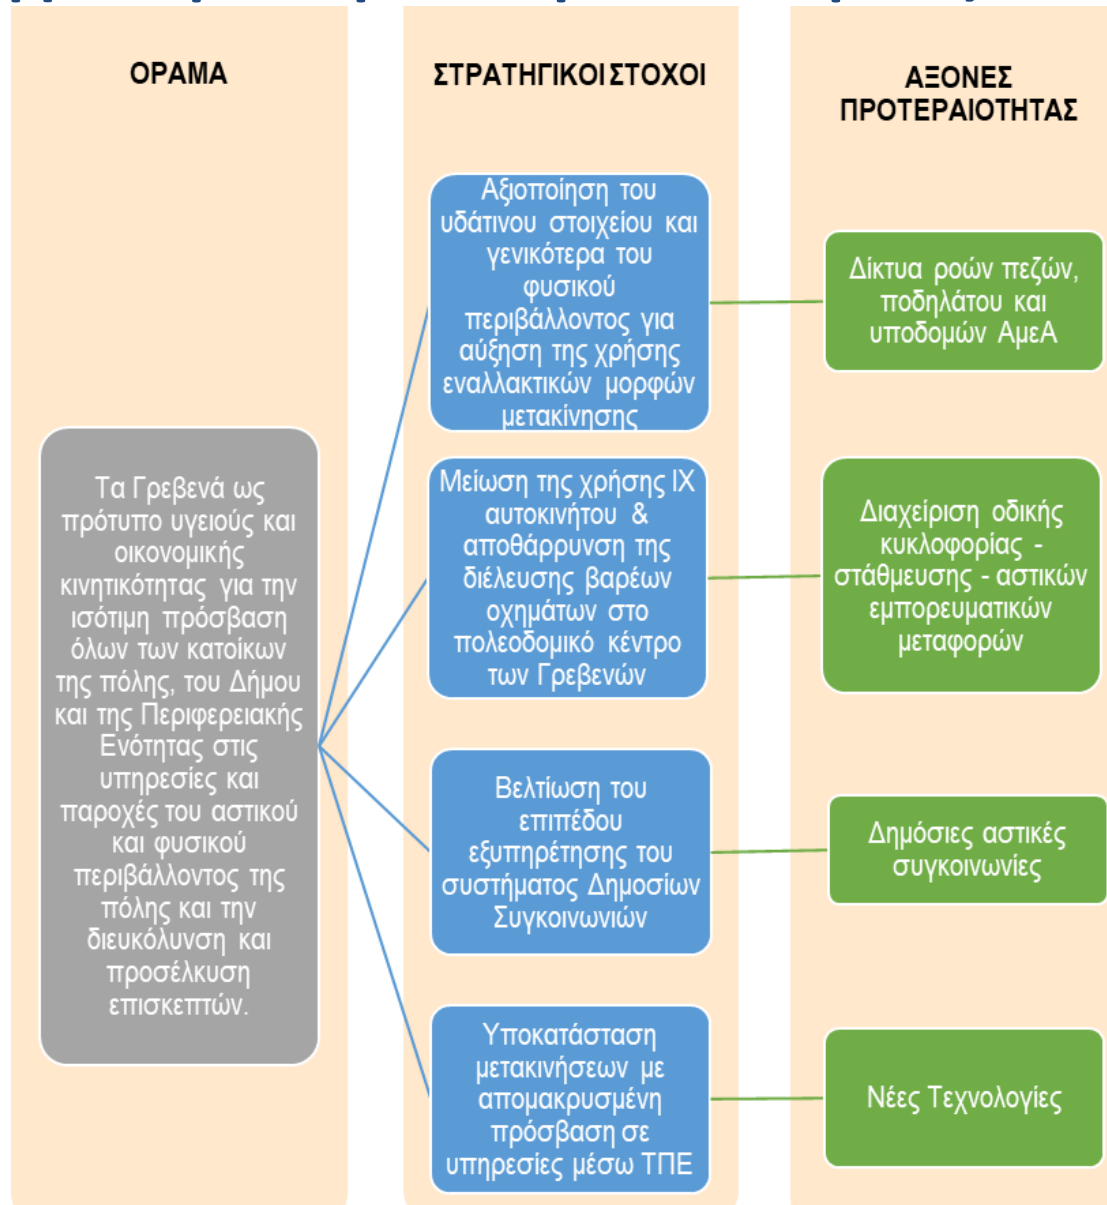 ΟΡΑΜΑ
ΣΤΡΑΤΗΓΙΚΟΙ ΣΤΟΧΟΙ
ΑΞΟΝΕΣ
ΠΡΟΤΕΡΑΙΟΤΗΤΑΣ
Τα Γρεβενά ως
πρότυπο υγειούς και
οικονομικής
κινητικότητας για την
ισότιμη πρόσβαση
όλων των κατοίκων
της πόλης, του Δήμου
και της Περιφερειακής
Ενότητας στις
υπηρεσίες και
παροχές του αστικού
και φυσικού
περιβάλλοντος της
πόλης και την
διευκόλυνση και
προσέλκυση
επισκεπτών.
Αξιοποίηση του
υδάτινου στοιχείου και
γενικότερα του
φυσικού
περιβάλλοντος για
αύξηση της χρήσης
εναλλακτικών μορφών
μετακίνησης
Δίκτυα ροών πεζών,
ποδηλάτου και
υποδομών ΑμεΑ
Μείωση της χρήσης ΙΧ
αυτοκινήτου &
αποθάρρυνση της
διέλευσης βαρέων
οχημάτων στο
πολεοδομικό κέντρο
των Γρεβενών
Διαχείριση οδικής
κυκλοφορίας -
στάθμευσης - αστικών
εμπορευματικών
μεταφορών
Βελτίωση του
επιπέδου
εξυπηρέτησης του
συστήματος Δημοσίων
Συγκοινωνιών
Δημόσιες αστικές
συγκοινωνίες
Υποκατάσταση
μετακινήσεων με
απομακρυσμένη
πρόσβαση σε
υπηρεσίες μέσω ΤΠΕ
Νέες Τεχνολογίες